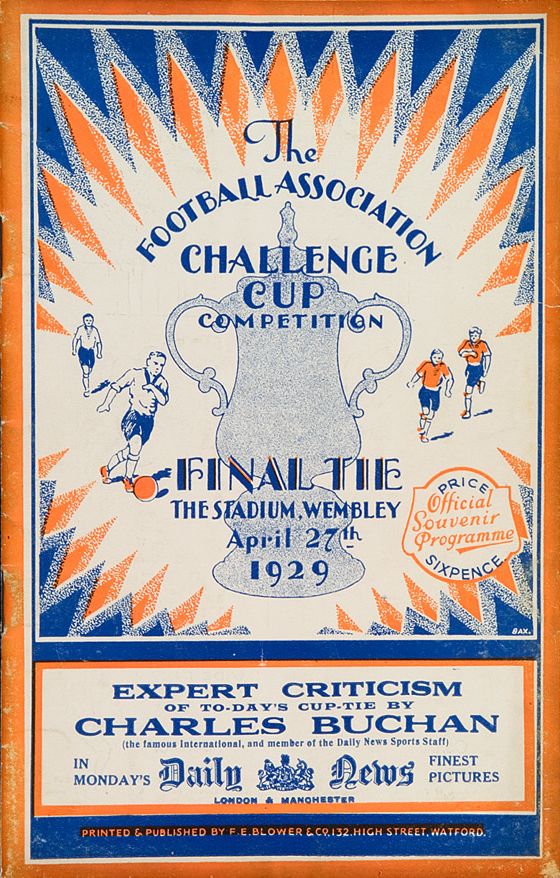 The
FOOTBALL ASSOCIATION
CHALLENGE
CUP
COMPETITION
FINAL TIE
THE STADIUM, WEMBLEY
April 27th
1929
PRICE
Official
Souvenir
Programme
SIXPENCE
BAX.
EXPERT CRITICISM
OF TO-DAY'S CUP-TIE BY
CHARLES BUCHAN
(the famous International, and member of the Daily News Sports Staff)
IN MONDAY'S Daily News FINEST PICTURES
LONDON & MANCHESTER
PRINTED & PUBLISHED BY F.E. BLOWER & CO, 132, HIGH STREET, WATFORD.